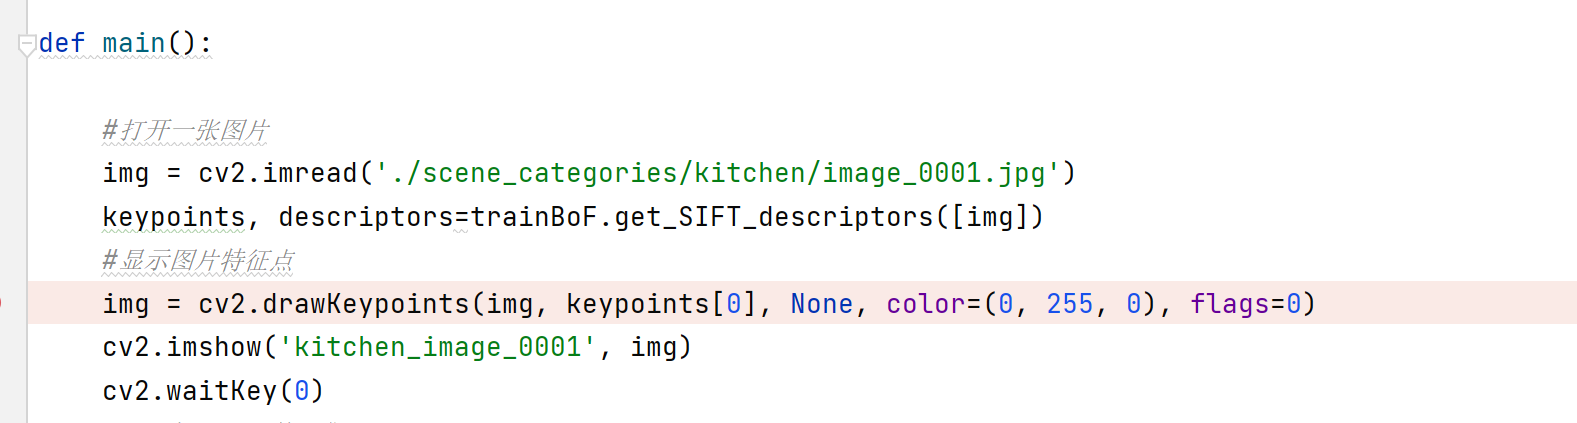 def main():
#打开一张图片
img = cv2.imread('./scene_categories/kitchen/image_0001.jpg')
keypoints, descriptors=trainBoF.get_SIFT_descriptors([img])
#显示图片特征点
img = cv2.drawKeypoints(img, keypoints[0], None, color=(0, 255, 0), flags=0)
cv2.imshow('kitchen_image_0001', img)
cv2.waitKey(0)